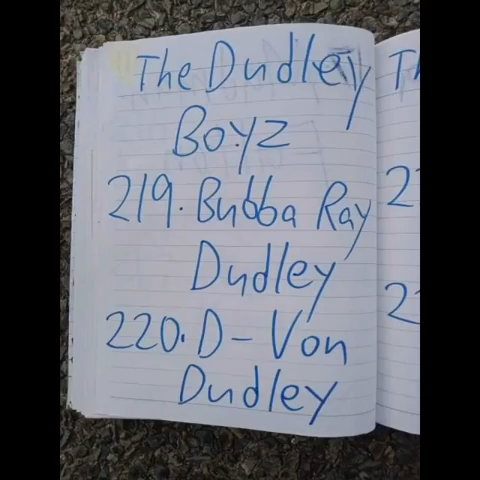 The Dudley
Boyz
219. Bubba Ray
Dudley
220. D-Von
Dudley